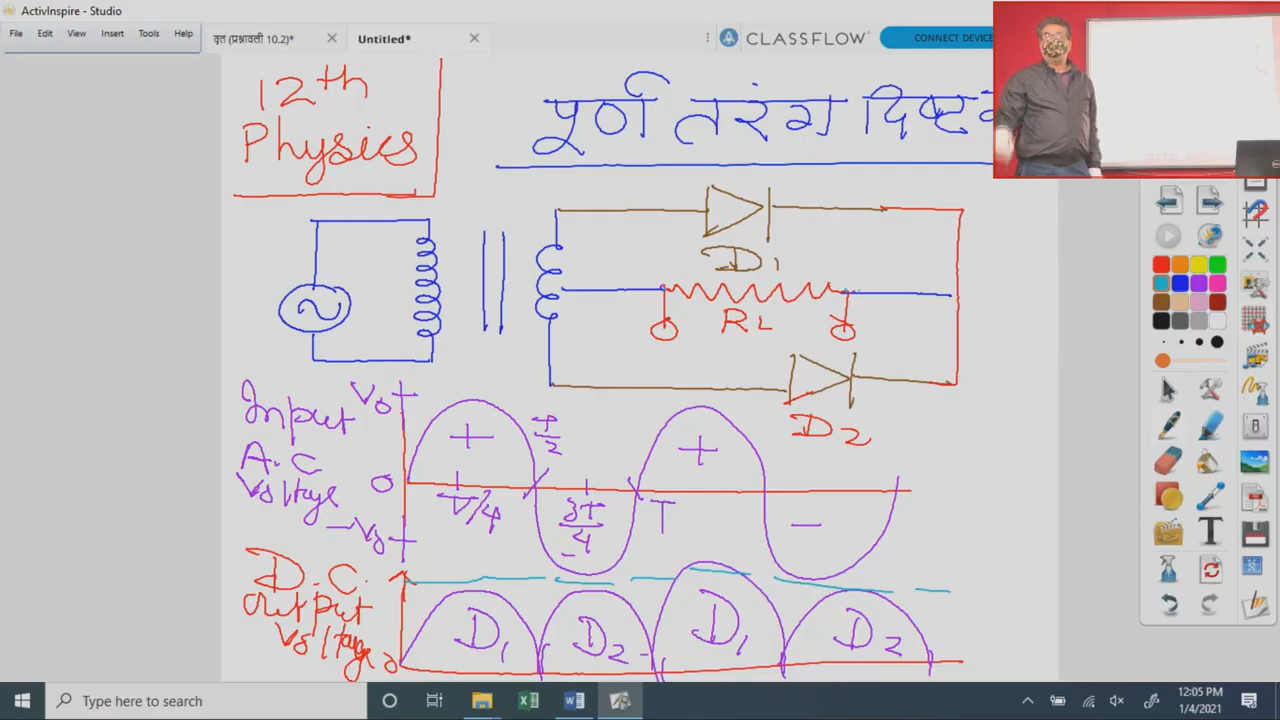 ActivInspire - Studio
File Edit View Insert Tools Help
वृत (प्रश्नावली 10.2)*
Untitled*
CLASSFLOW
CONNECT DEVICE
12th
Physics
पूर्ण तरंग
D1
RL
D2
Input
A.C
Voltage
V0
0
-V0
+
T/4
T/2
3T/4
T
+
-
D.C.
Output
Voltage
0
D1
D2
D1
D2
Type here to search
12:05 PM
1/4/2021